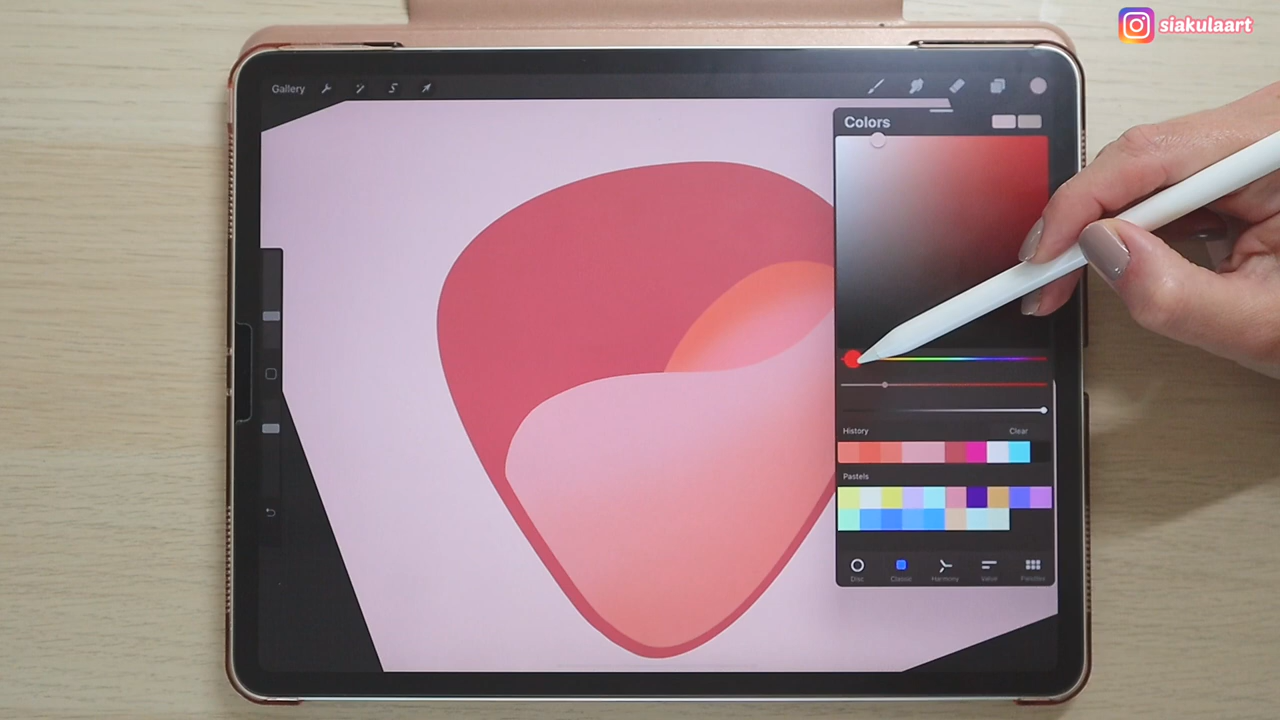 siakulaart
Gallery
Colors
History Clear
Pastels
Disc Classic Harmony Value Palettes